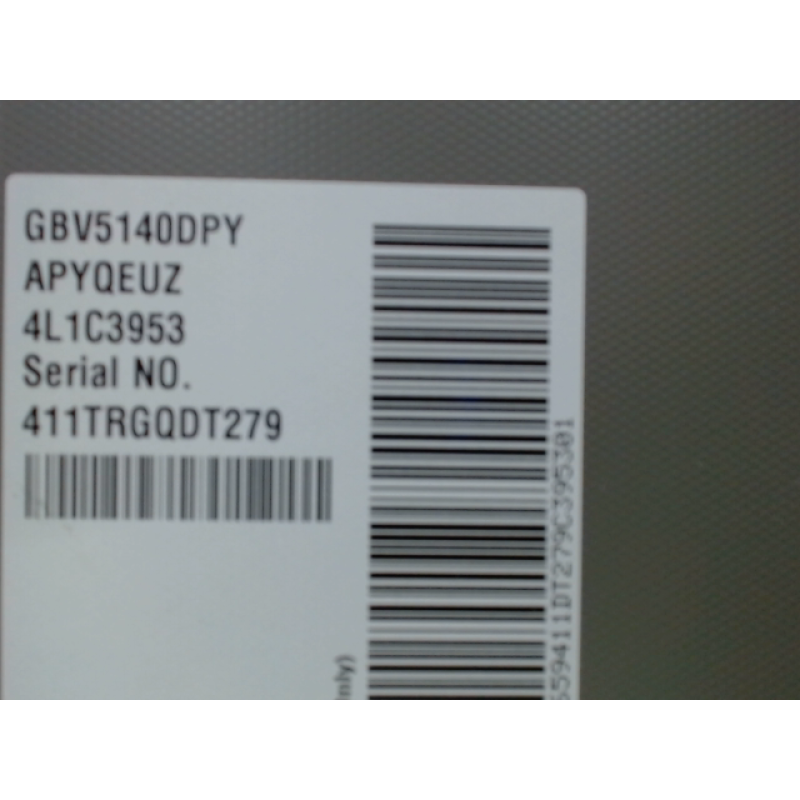 GBV5140DPY
APYQEUZ
4L1C3953
Serial NO.
411TRGQDT279